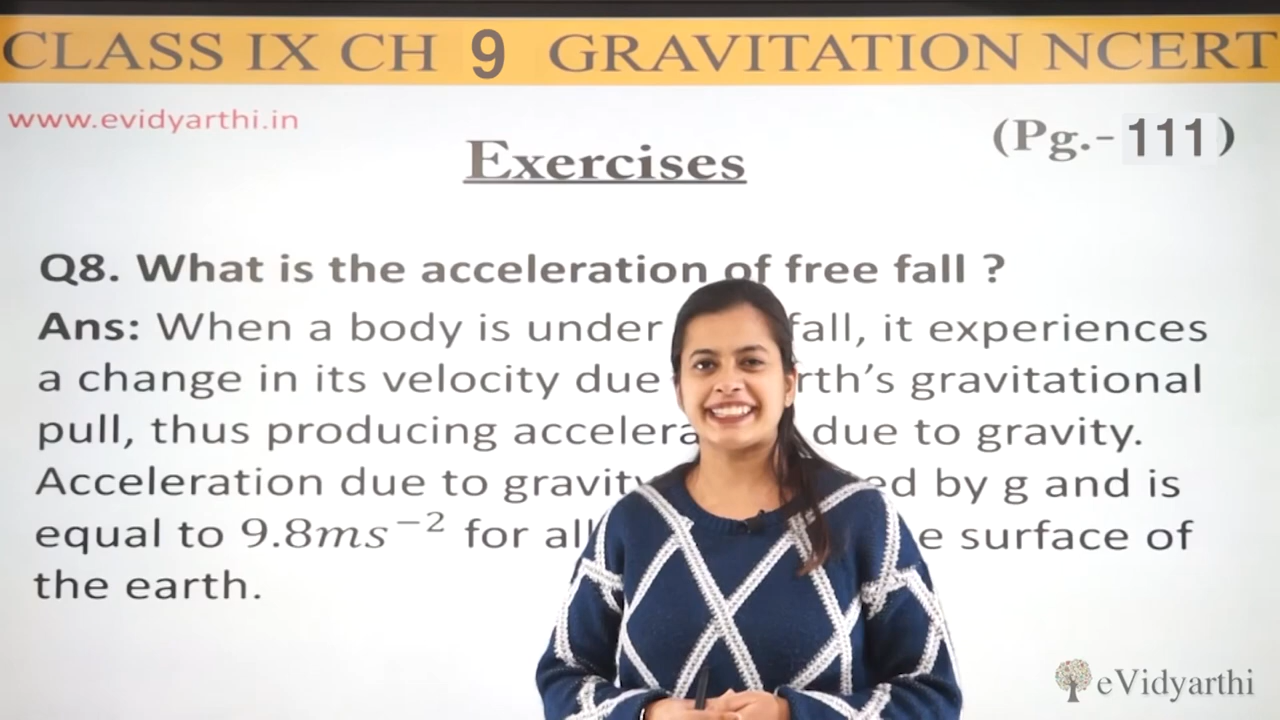 CLASS IX CH 9 GRAVITATION NCERT
www.evidyarthi.in
(Pg.-111)
Exercises
Q8. What is the acceleration of free fall ?
Ans: When a body is under fall, it experiences
a change in its velocity due rth's gravitational
pull, thus producing accelera due to gravity.
Acceleration due to gravity ed by g and is
equal to 9.8ms⁻² for all e surface of
the earth.
eVidyarthi